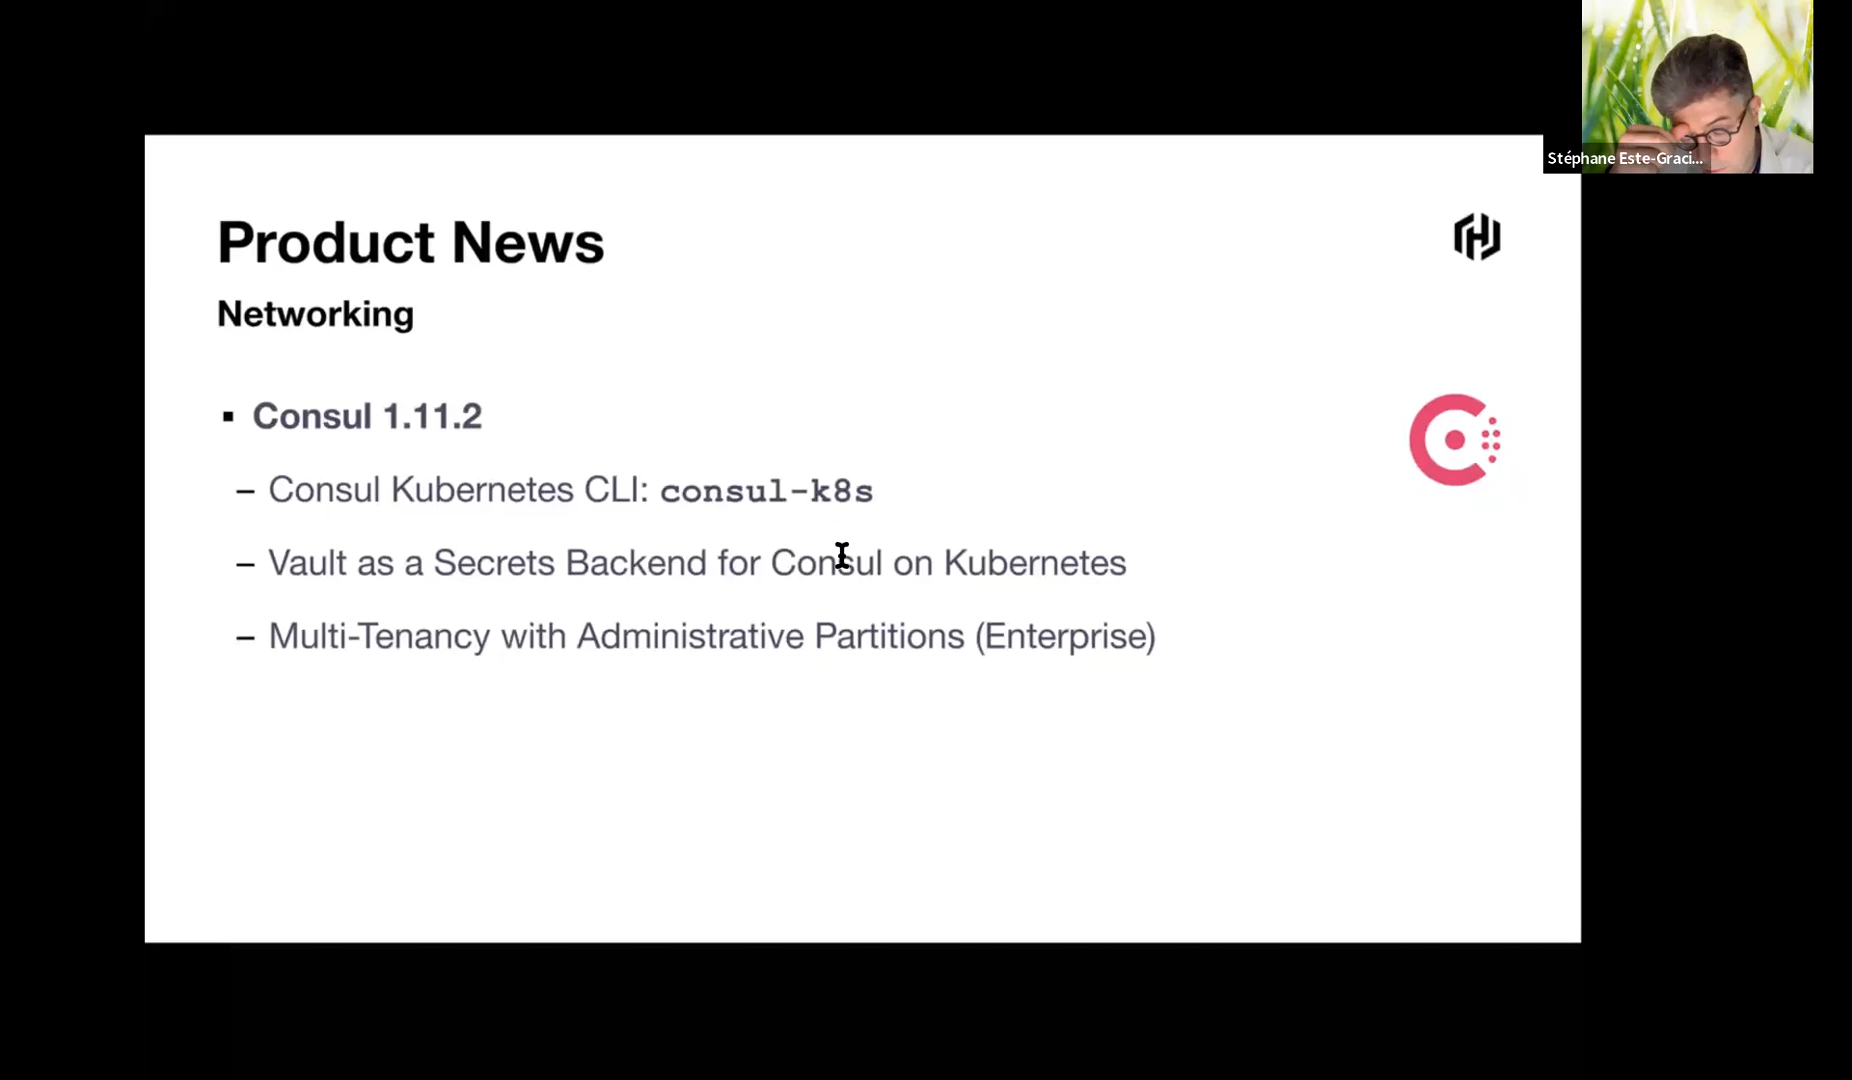 Stéphane Este-Graci...
Product News
Networking
▪ Consul 1.11.2
– Consul Kubernetes CLI: consul-k8s
– Vault as a Secrets Backend for Consul on Kubernetes
– Multi-Tenancy with Administrative Partitions (Enterprise)